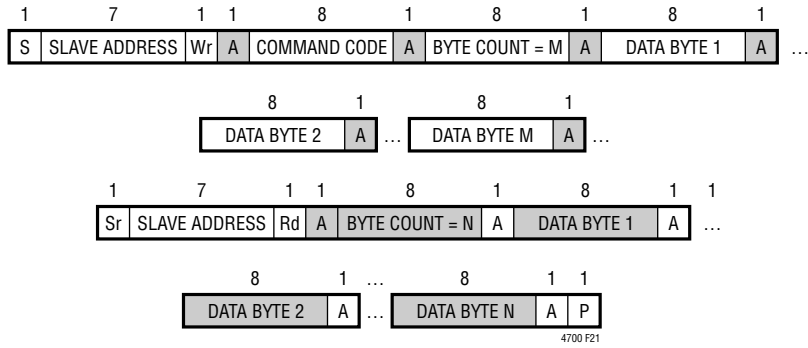 1 7 1 1 8 1 8 1 8 1
S SLAVE ADDRESS Wr A COMMAND CODE A BYTE COUNT = M A DATA BYTE 1 A …
8 1 8 1
DATA BYTE 2 A … DATA BYTE M A …
1 7 1 1 8 1 8 1 1
Sr SLAVE ADDRESS Rd A BYTE COUNT = N A DATA BYTE 1 A …
8 1 … 8 1 1
DATA BYTE 2 A … DATA BYTE N A P
4700 F21